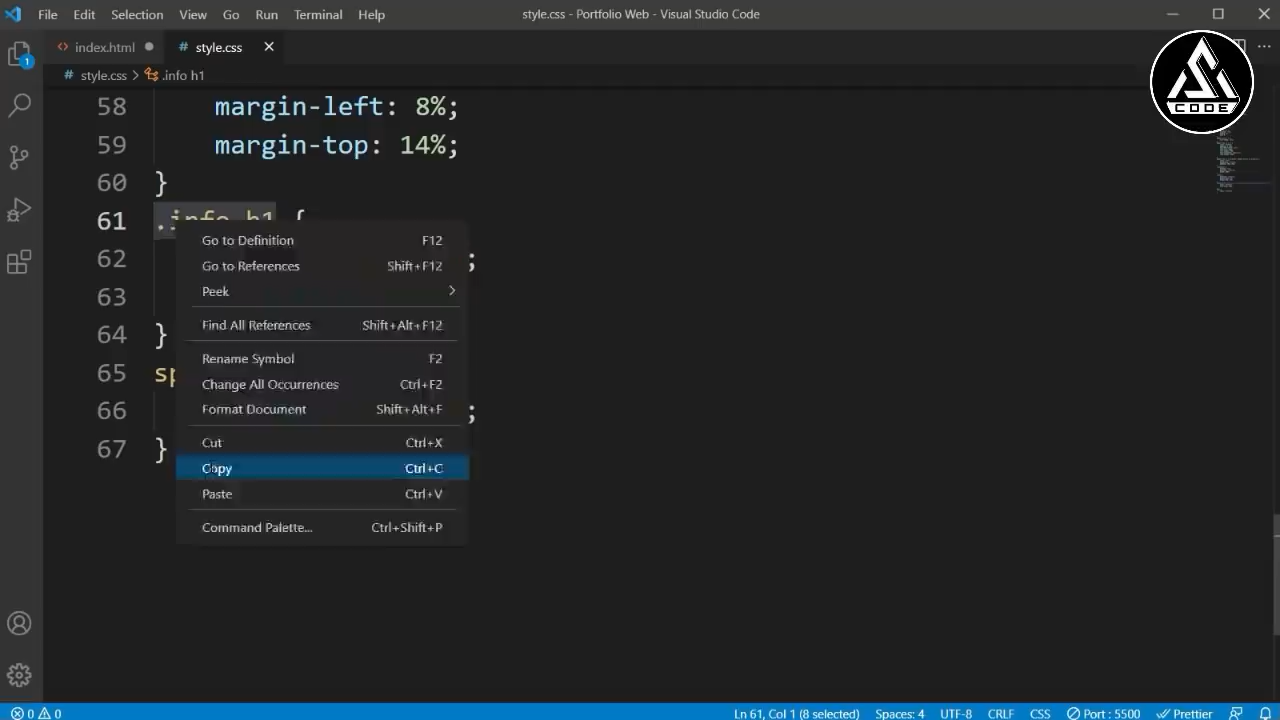 File Edit Selection View Go Run Terminal Help style.css - Portfolio Web - Visual Studio Code
index.html style.css
style.css .info h1
CODE
58 margin-left: 8%;
59 margin-top: 14%;
60 }
61 .info h1 {
Go to Definition F12
62 ;
Go to References Shift+F12
Peek
63
Find All References Shift+Alt+F12
64 }
Rename Symbol F2
65 sp
Change All Occurrences Ctrl+F2
Format Document Shift+Alt+F
66 ;
Cut Ctrl+X
67 }
Copy Ctrl+C
Paste Ctrl+V
Command Palette... Ctrl+Shift+P
1
0 0 Ln 61, Col 1 (8 selected) Spaces: 4 UTF-8 CRLF CSS Port : 5500 Prettier